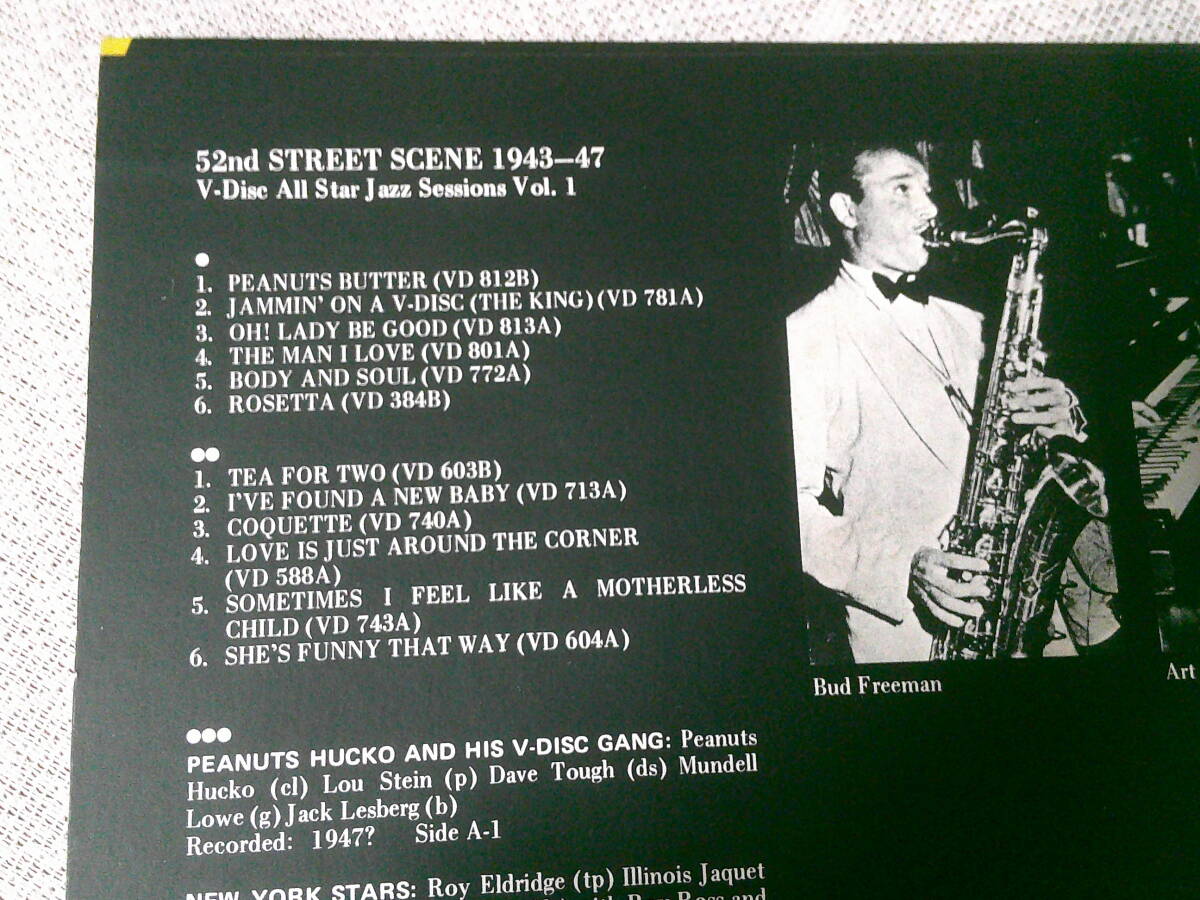 52nd STREET SCENE 1943–47
V-Disc All Star Jazz Sessions Vol. 1
1. PEANUTS BUTTER (VD 812B)
2. JAMMIN' ON A V-DISC (THE KING) (VD 781A)
3. OH! LADY BE GOOD (VD 813A)
4. THE MAN I LOVE (VD 801A)
5. BODY AND SOUL (VD 772A)
6. ROSETTA (VD 384B)
1. TEA FOR TWO (VD 603B)
2. I'VE FOUND A NEW BABY (VD 713A)
3. COQUETTE (VD 740A)
4. LOVE IS JUST AROUND THE CORNER
(VD 588A)
5. SOMETIMES I FEEL LIKE A MOTHERLESS
CHILD (VD 743A)
6. SHE'S FUNNY THAT WAY (VD 604A)
Bud Freeman
Art
PEANUTS HUCKO AND HIS V-DISC GANG: Peanuts
Hucko (cl) Lou Stein (p) Dave Tough (ds) Mundell
Lowe (g) Jack Lesberg (b)
Recorded: 1947? Side A-1
NEW YORK STARS: Roy Eldridge (tp) Illinois Jaquet
with Ross and